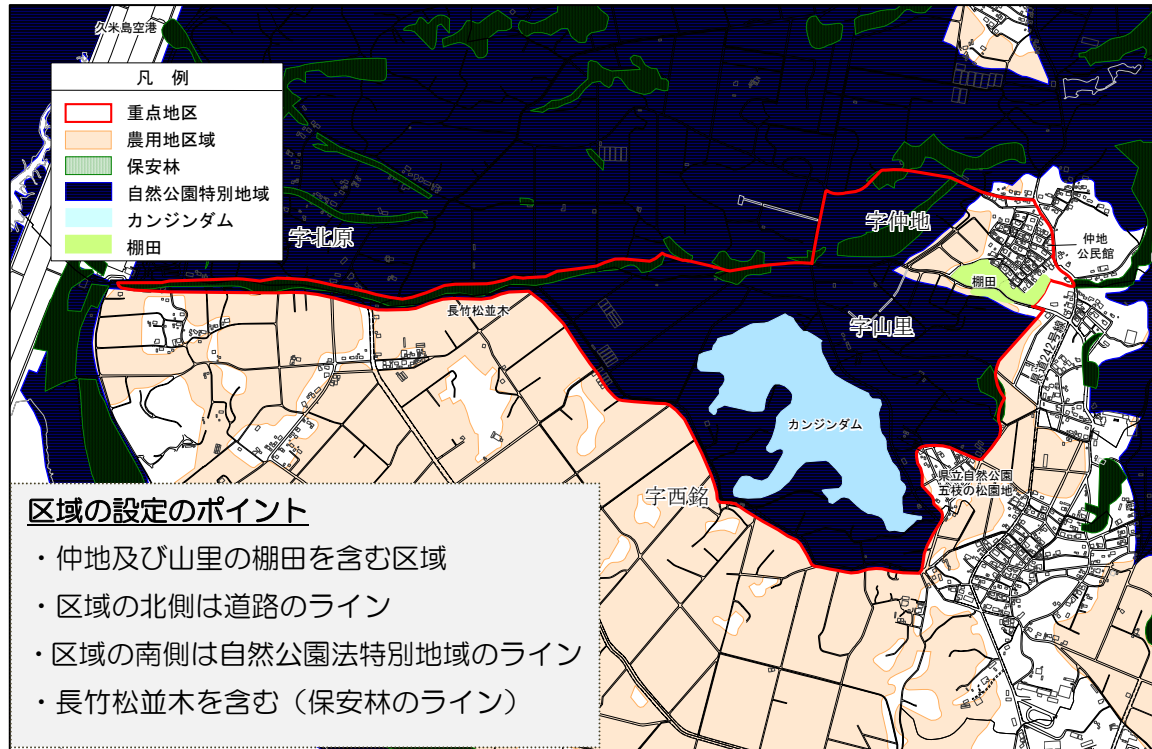 久米島空港
凡 例
重点地区
農用地区域
保安林
自然公園特別地域
カンジンダム
棚田
字北原
字仲地
仲地
公民館
棚田
長竹松並木
字山里
県道242号線
カンジンダム
県立自然公園
五枝の松園地
字西銘
区域の設定のポイント
・仲地及び山里の棚田を含む区域
・区域の北側は道路のライン
・区域の南側は自然公園法特別地域のライン
・長竹松並木を含む（保安林のライン）